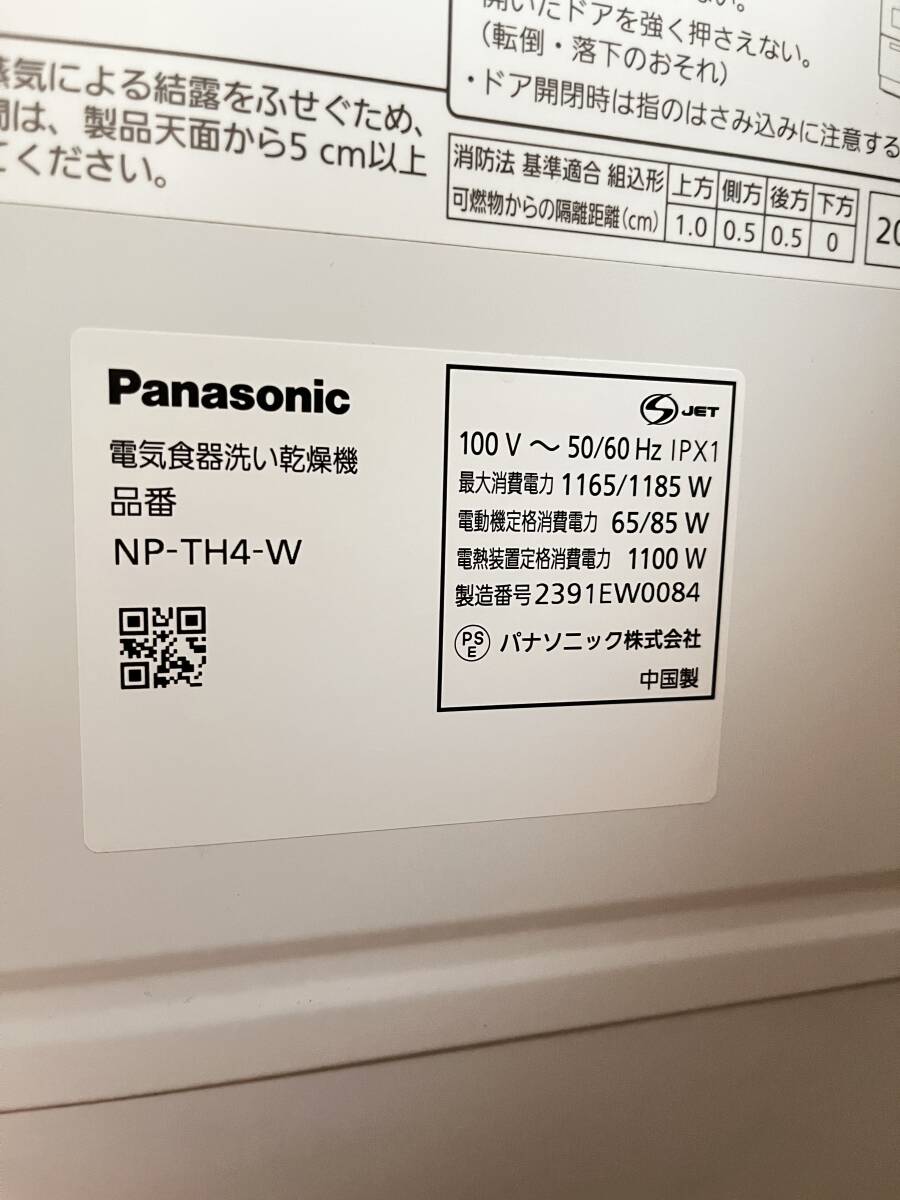 開いたドアを強く押さえない。
（転倒・落下のおそれ）
・ドア開閉時は指のはさみ込みに注意する
蒸気による結露をふせぐため、
間は、製品天面から5 cm以上
てください。
消防法 基準適合 組込形 上方 側方 後方 下方
可燃物からの隔離距離(cm) 1.0 0.5 0.5 0
20
Panasonic
電気食器洗い乾燥機
品番
NP-TH4-W
JET
100 V ～ 50/60 Hz IPX1
最大消費電力 1165/1185 W
電動機定格消費電力 65/85 W
電熱装置定格消費電力 1100 W
製造番号 2391EW0084
PS
E パナソニック株式会社
中国製